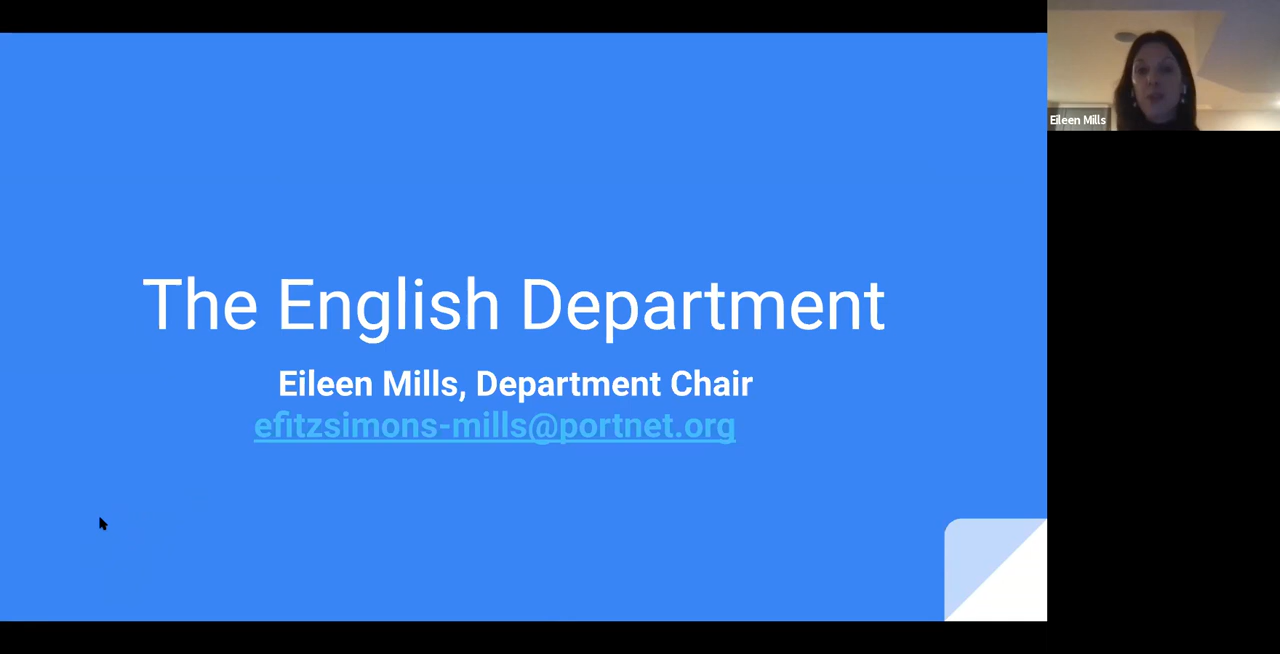 The English Department
Eileen Mills, Department Chair
efitzsimons-mills@portnet.org
Eileen Mills